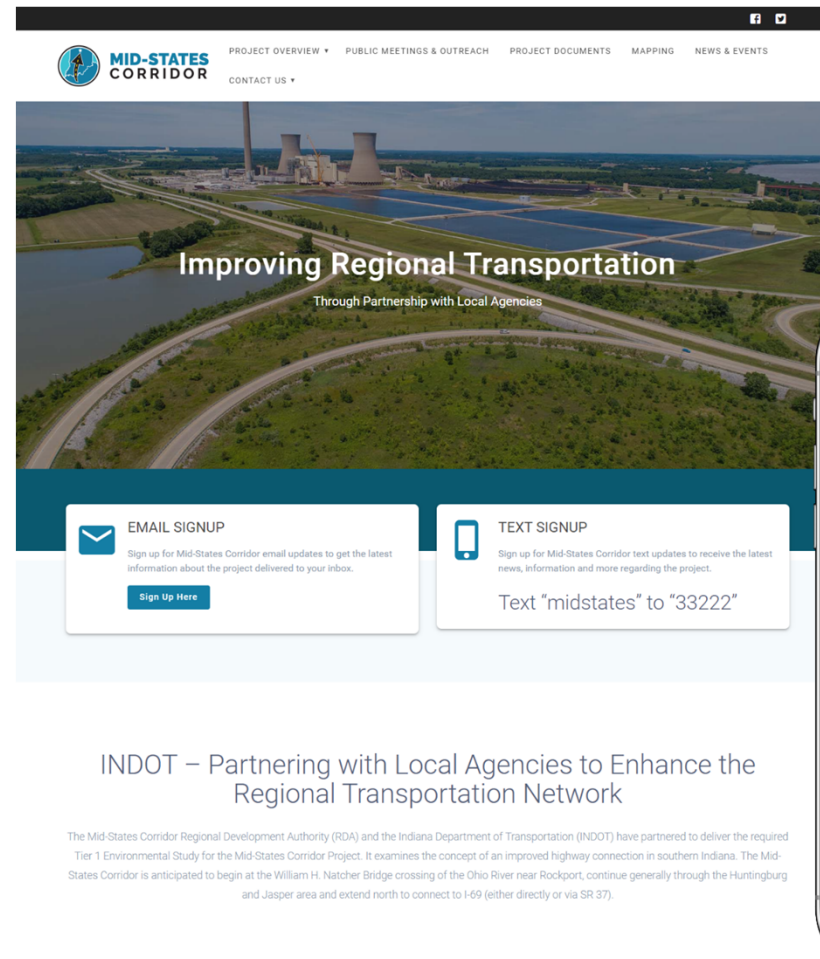 MID-STATES
CORRIDOR
PROJECT OVERVIEW ▾ PUBLIC MEETINGS & OUTREACH PROJECT DOCUMENTS MAPPING NEWS & EVENTS
CONTACT US ▾
Improving Regional Transportation
Through Partnership with Local Agencies
EMAIL SIGNUP
Sign up for Mid-States Corridor email updates to get the latest
information about the project delivered to your inbox.
Sign Up Here
TEXT SIGNUP
Sign up for Mid-States Corridor text updates to receive the latest
news, information and more regarding the project.
Text “midstates” to “33222”
INDOT – Partnering with Local Agencies to Enhance the
Regional Transportation Network
The Mid-States Corridor Regional Development Authority (RDA) and the Indiana Department of Transportation (INDOT) have partnered to deliver the required
Tier 1 Environmental Study for the Mid-States Corridor Project. It examines the concept of an improved highway connection in southern Indiana. The Mid-
States Corridor is anticipated to begin at the William H. Natcher Bridge crossing of the Ohio River near Rockport, continue generally through the Huntingburg
and Jasper area and extend north to connect to I-69 (either directly or via SR 37).